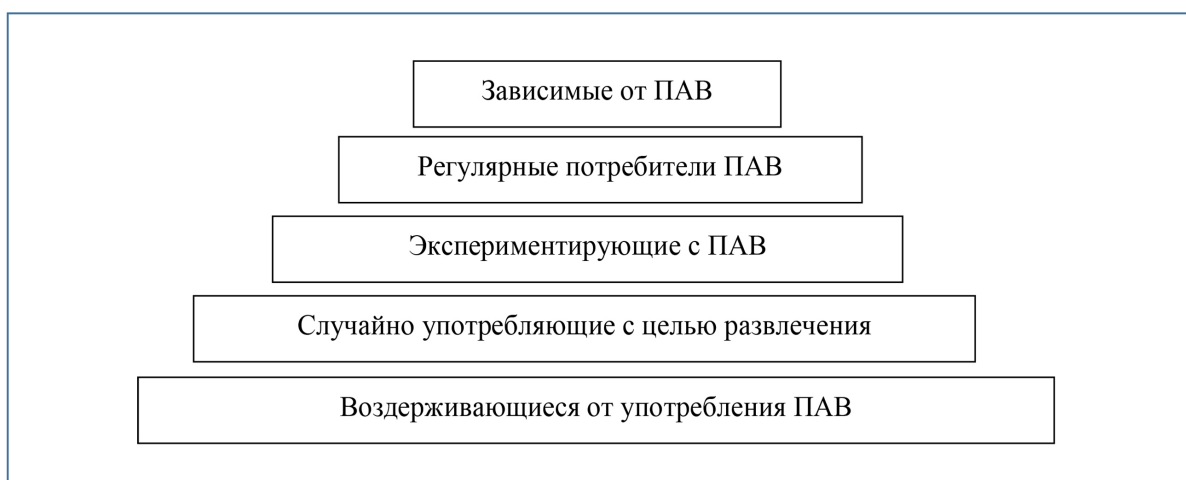 Зависимые от ПАВ
Регулярные потребители ПАВ
Экспериментирующие с ПАВ
Случайно употребляющие с целью развлечения
Воздерживающиеся от употребления ПАВ